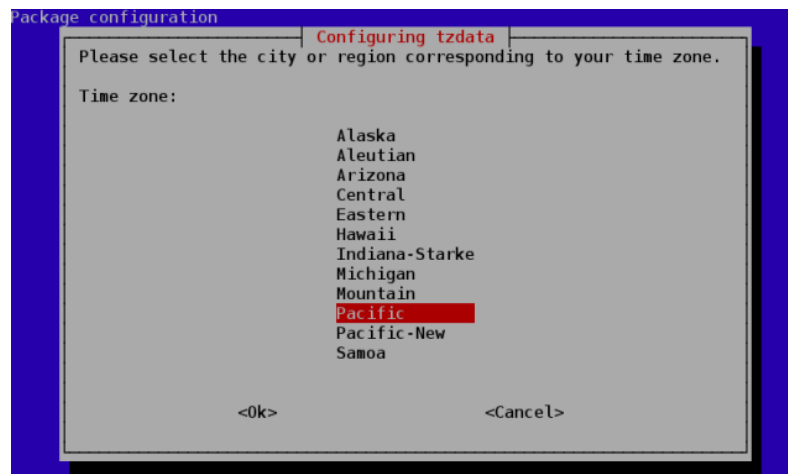 Package configuration
Configuring tzdata
Please select the city or region corresponding to your time zone.
Time zone:
Alaska
Aleutian
Arizona
Central
Eastern
Hawaii
Indiana-Starke
Michigan
Mountain
Pacific
Pacific-New
Samoa
<Ok> <Cancel>